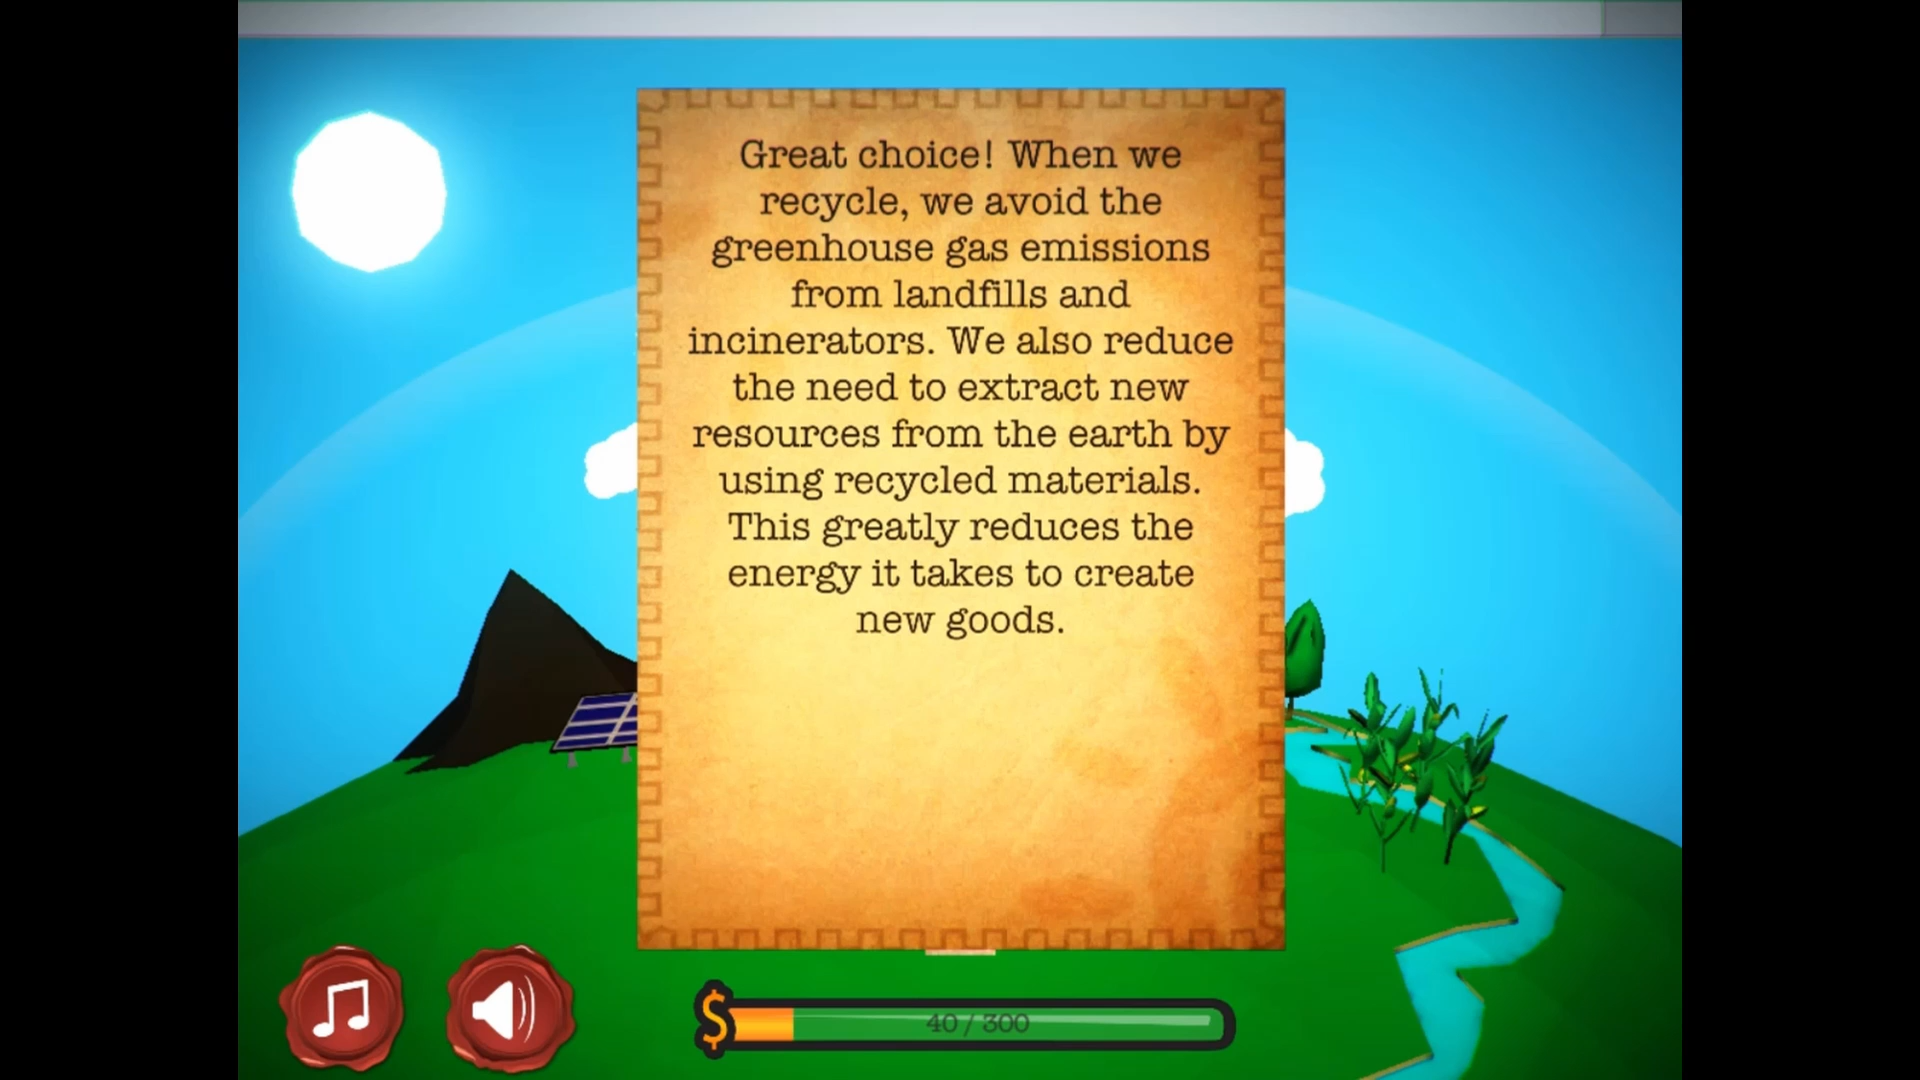 Great choice! When we
recycle, we avoid the
greenhouse gas emissions
from landfills and
incinerators. We also reduce
the need to extract new
resources from the earth by
using recycled materials.
This greatly reduces the
energy it takes to create
new goods.
$
40 / 300